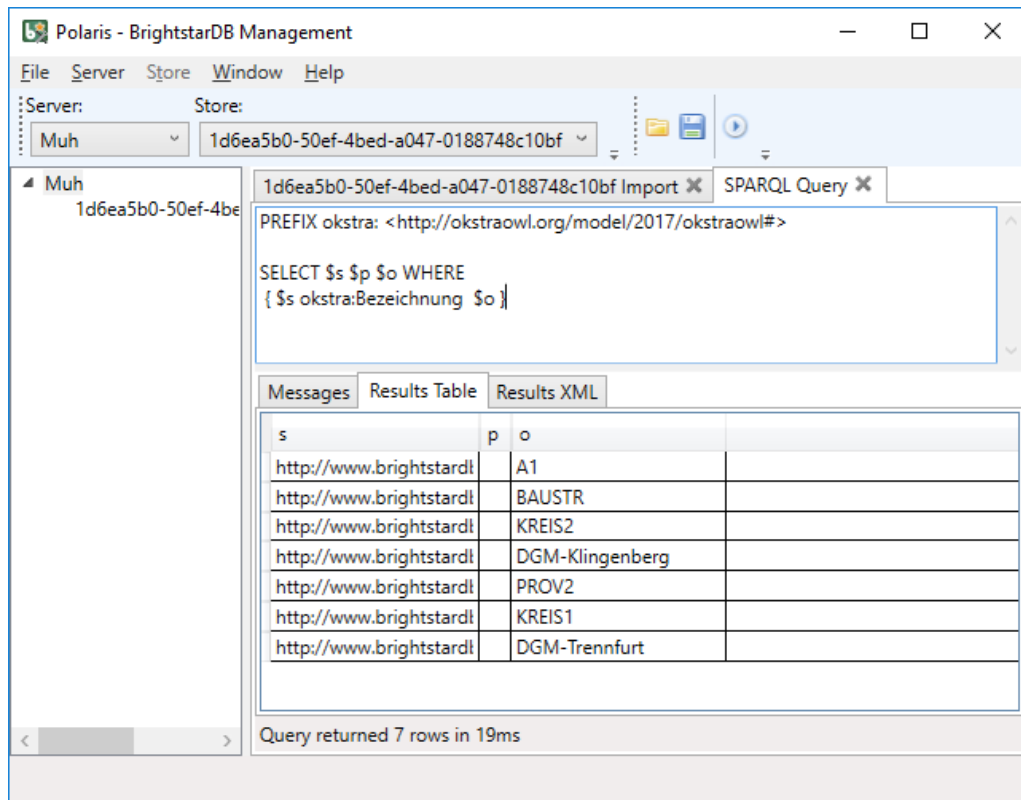 Polaris - BrightstarDB Management
File Server Store Window Help
Server: Store:
Muh 1d6ea5b0-50ef-4bed-a047-0188748c10bf
Muh
1d6ea5b0-50ef-4be
1d6ea5b0-50ef-4bed-a047-0188748c10bf Import SPARQL Query
PREFIX okstra: <http://okstraowl.org/model/2017/okstraowl#>
SELECT $s $p $o WHERE
{ $s okstra:Bezeichnung $o }
Messages Results Table Results XML
s p o
http://www.brightstardb A1
http://www.brightstardb BAUSTR
http://www.brightstardb KREIS2
http://www.brightstardb DGM-Klingenberg
http://www.brightstardb PROV2
http://www.brightstardb KREIS1
http://www.brightstardb DGM-Trennfurt
Query returned 7 rows in 19ms